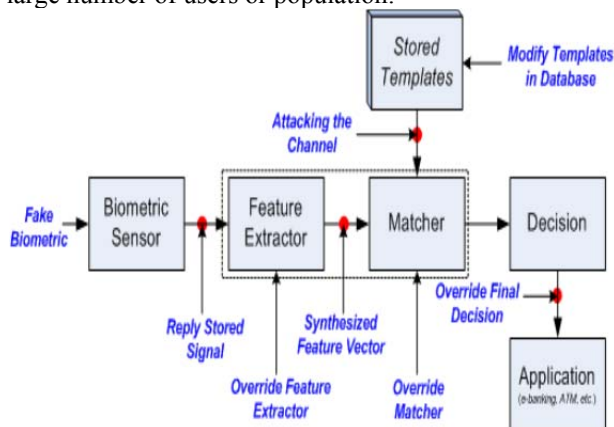 large number of users or population.
Stored
Templates
Modify Templates
in Database
Attacking the
Channel
Fake
Biometric
Biometric
Sensor
Feature
Extractor
Matcher
Decision
Reply Stored
Signal
Synthesized
Feature Vector
Override Final
Decision
Override Feature
Extractor
Override
Matcher
Application
(e-banking, ATM, etc.)